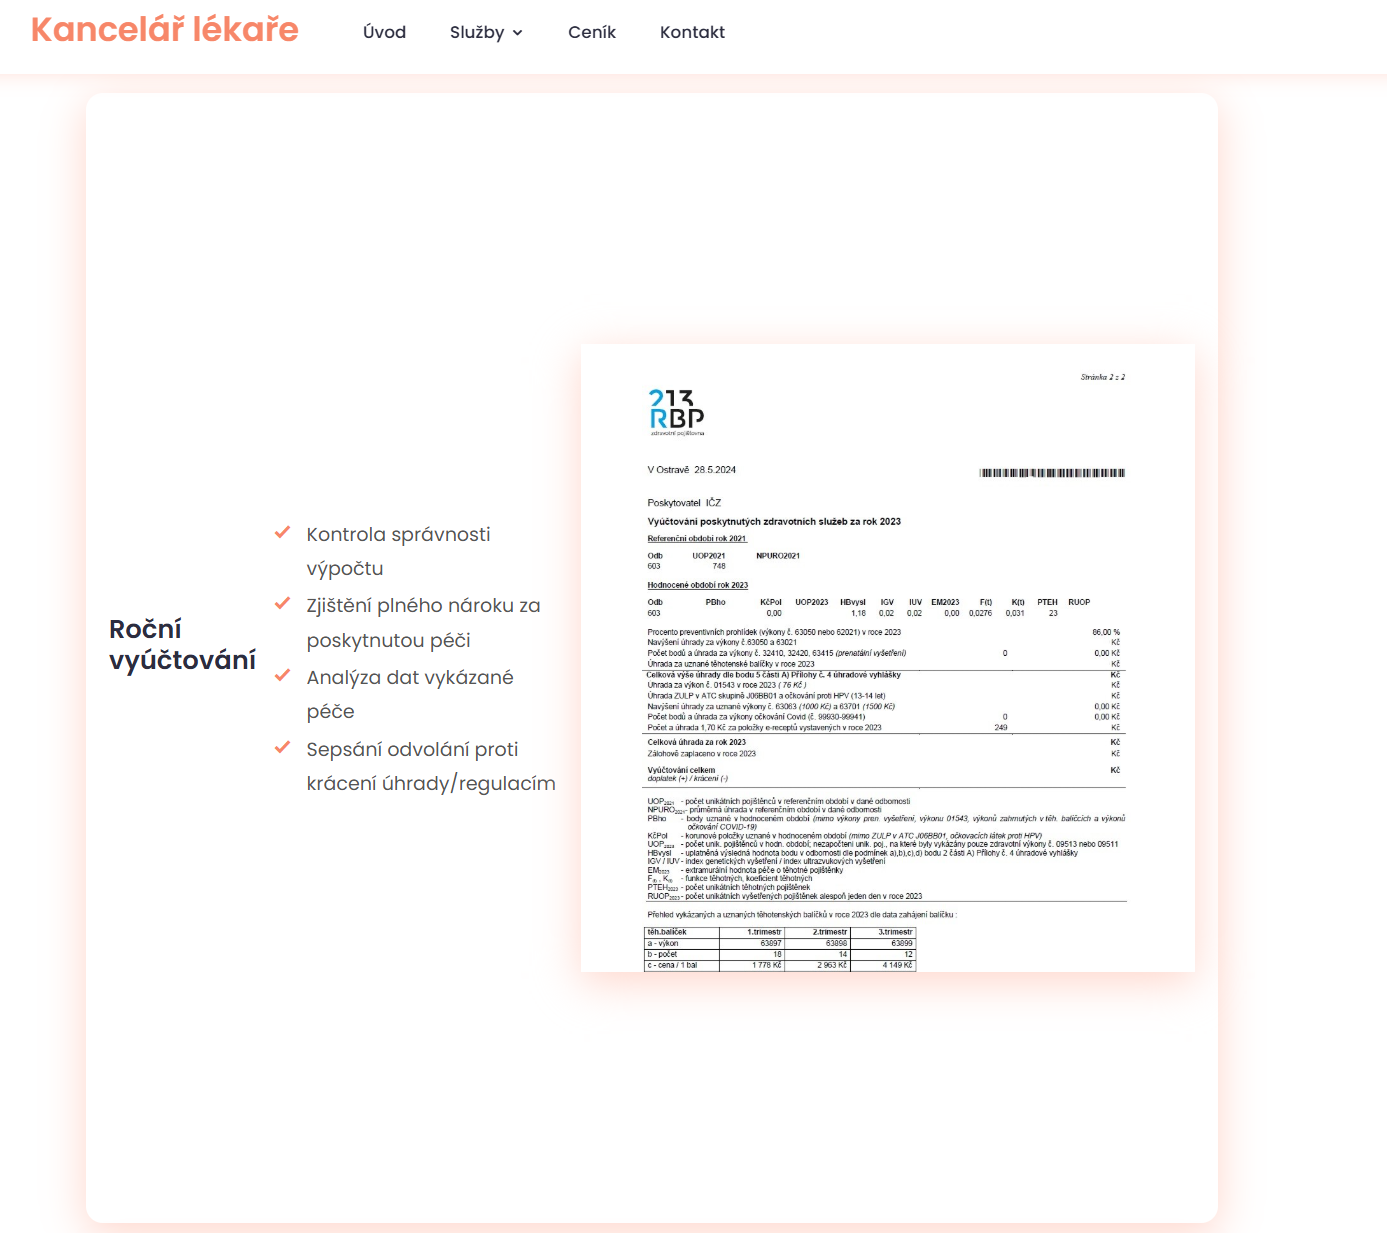 Kancelář lékaře
Úvod
Služby
Ceník
Kontakt
Roční
vyúčtování
Kontrola správnosti
výpočtu
Zjištění plného nároku za
poskytnutou péči
Analýza dat vykázané
péče
Sepsání odvolání proti
krácení úhrady/regulacím
Stránka 2 z 2
213
RBP
zdravotní pojišťovna
V Ostravě 28.5.2024
Poskytovatel IČZ
Vyúčtování poskytnutých zdravotních služeb za rok 2023
Referenční období rok 2021
Odb UOP2021 NPURO2021
603 748
Hodnocené období rok 2023
Odb PBho KčPol UOP2023 HBvysl IGV IUV EM2023 F(t) K(t) PTEH RUOP
603 0,00 1,18 0,02 0,02 0,00 0,0276 0,031 23
Procento preventivních prohlídek (výkony č. 63050 nebo 62021) v roce 2023 86,00 %
Navýšení úhrady za výkony č.63050 a 63021 Kč
Počet bodů a úhrada za výkony č. 32410, 32420, 63415 (prenatální vyšetření) 0 0,00 Kč
Úhrada za uznané těhotenské balíčky v roce 2023 Kč
Celková výše úhrady dle bodu 5 části A) Přílohy č. 4 úhradové vyhlášky Kč
Úhrada za výkon č. 01543 v roce 2023 ( 76 Kč ) Kč
Úhrada ZULP v ATC skupině J06BB01 a očkování proti HPV (13-14 let) Kč
Navýšení úhrady za uznané výkony č. 63063 (1000 Kč) a 63701 (1500 Kč) 0,00 Kč
Počet bodů a úhrada za výkony očkování Covid (č. 99930-99941) 0 0,00 Kč
Počet a úhrada 1,70 Kč za položky e-receptů vystavených v roce 2023 249 Kč
Celková úhrada za rok 2023 Kč
Zálohově zaplaceno v roce 2023 Kč
Vyúčtování celkem Kč
doplatek (+) / krácení (-)
UOP2021 - počet unikátních pojištěnců v referenčním období v dané odbornosti
NPURO2021- průměrná úhrada v referenčním období v dané odbornosti
PBho - body uznané v hodnoceném období (mimo výkony pren. vyšetření, výkonu 01543, výkonů zahrnutých v těh. balíčcích a výkonů
očkování COVID-19)
KčPol - korunové položky uznané v hodnoceném období (mimo ZULP v ATC J06BB01, očkovacích látek proti HPV)
UOP2023 - počet unik. pojištěnců v hodn. období; nezapočteni unik. poj., na které byly vykázány pouze zdravotní výkony č. 09513 nebo 09511
HBvysl - uplatněná výsledná hodnota bodu v odbornosti dle podmínek a),b),c),d) bodu 2 části A) Přílohy č. 4 úhradové vyhlášky
IGV / IUV - index genetických vyšetření / index ultrazvukových vyšetření
EM2023 - extramurální hodnota péče o těhotné pojištěnky
F(t) , K(t) - funkce těhotných, koeficient těhotných
PTEH2023 - počet unikátních těhotných pojištěnek
RUOP2023 - počet unikátních vyšetřených pojištěnek alespoň jeden den v roce 2023
Přehled vykázaných a uznaných těhotenských balíčků v roce 2023 dle data zahájení balíčku :
těh.balíček 1.trimestr 2.trimestr 3.trimestr
a - výkon 63897 63898 63899
b - počet 18 14 12
c - cena / 1 bal 1 778 Kč 2 963 Kč 4 149 Kč